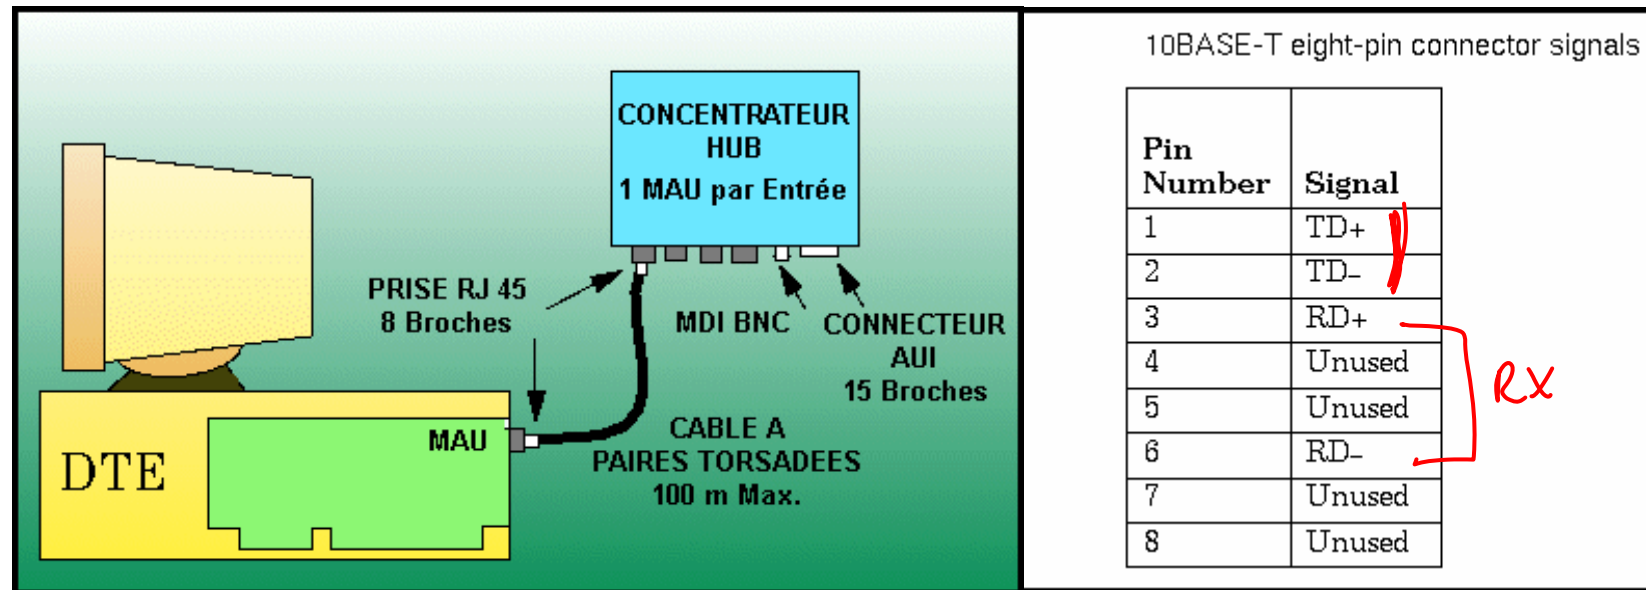 CONCENTRATEUR
HUB
1 MAU par Entrée
PRISE RJ 45
8 Broches
MDI BNC
CONNECTEUR
AUI
15 Broches
MAU
CABLE A
PAIRES TORSADEES
100 m Max.
DTE
10BASE-T eight-pin connector signals
Pin
Number Signal
1 TD+
2 TD-
3 RD+
4 Unused
5 Unused
6 RD-
7 Unused
8 Unused
RX